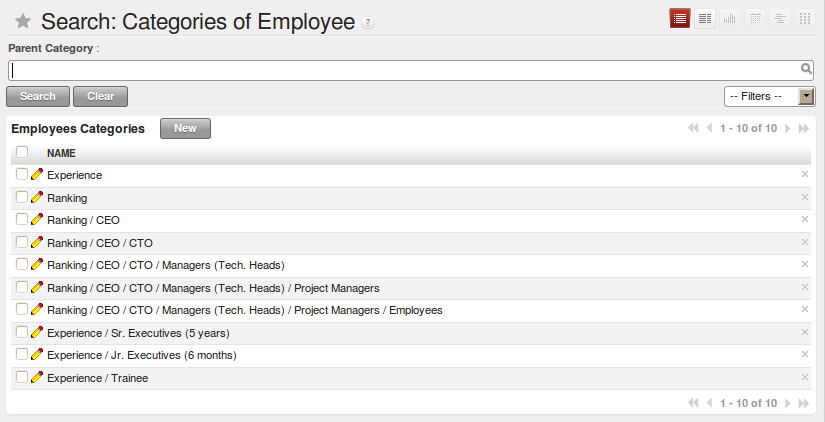 Search: Categories of Employee ?
Parent Category :
Search Clear -- Filters --
Employees Categories New 1 - 10 of 10
NAME
Experience
Ranking
Ranking / CEO
Ranking / CEO / CTO
Ranking / CEO / CTO / Managers (Tech. Heads)
Ranking / CEO / CTO / Managers (Tech. Heads) / Project Managers
Ranking / CEO / CTO / Managers (Tech. Heads) / Project Managers / Employees
Experience / Sr. Executives (5 years)
Experience / Jr. Executives (6 months)
Experience / Trainee
1 - 10 of 10